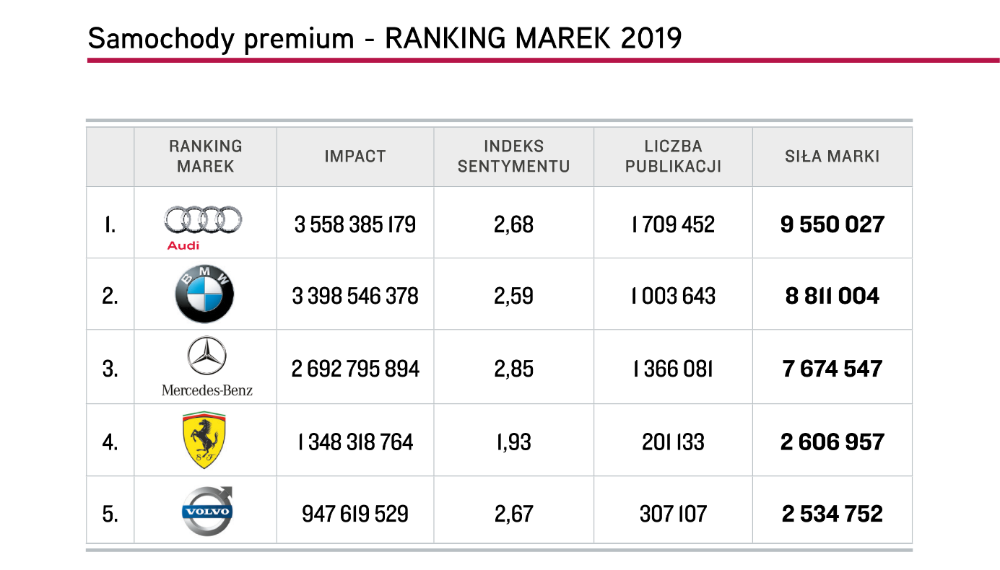 Samochody premium - RANKING MAREK 2019
RANKING MAREK
IMPACT
INDEKS SENTYMENTU
LICZBA PUBLIKACJI
SIŁA MARKI
1. Audi 3 558 385 179 2,68 1 709 452 9 550 027
2. BMW 3 398 546 378 2,59 1 003 643 8 811 004
3. Mercedes-Benz 2 692 795 894 2,85 1 366 081 7 674 547
4. S F 1 348 318 764 1,93 201 133 2 606 957
5. VOLVO 947 619 529 2,67 307 107 2 534 752